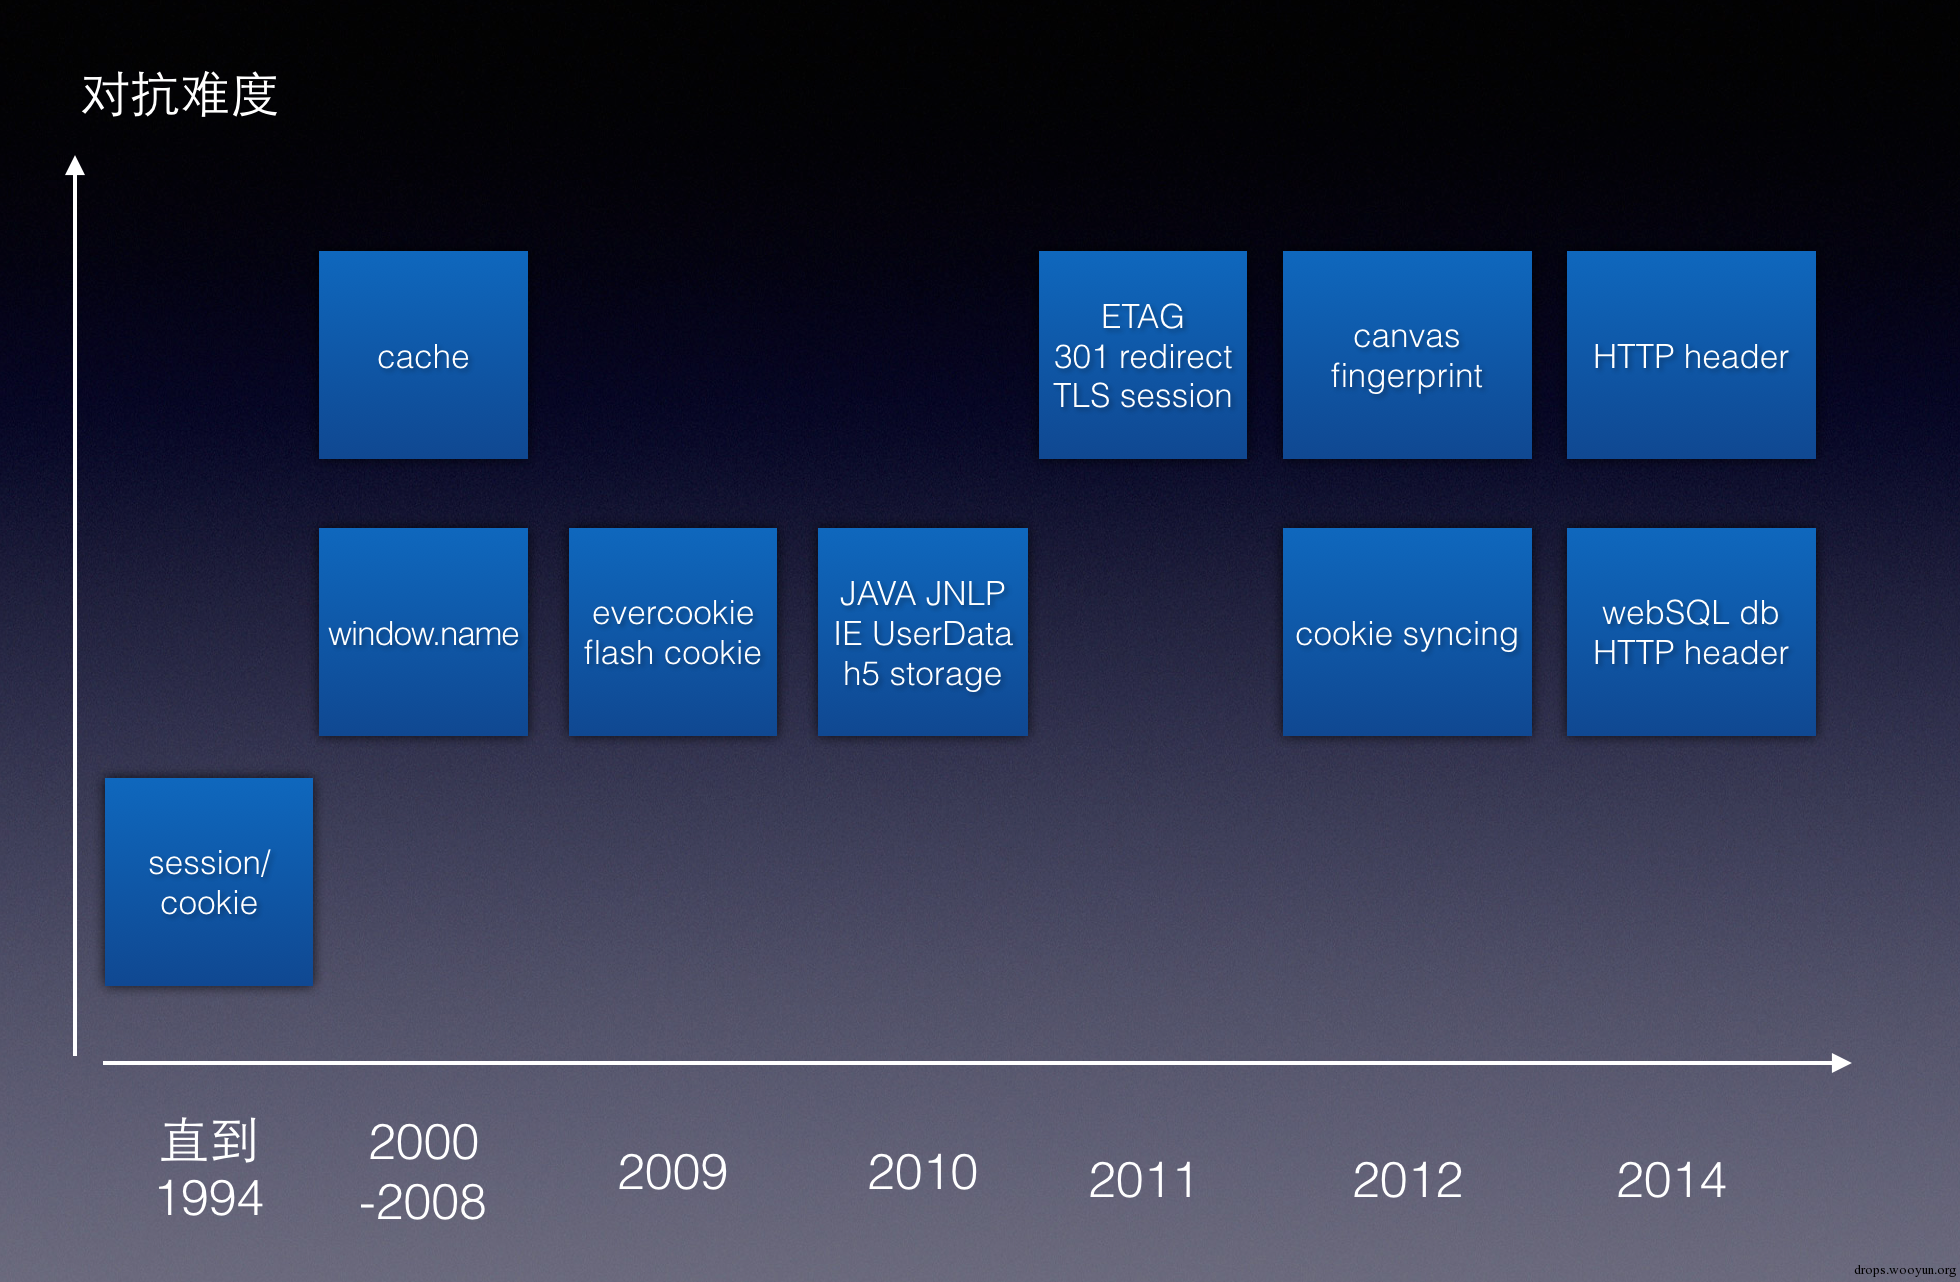 对抗难度
cache
ETAG
301 redirect
TLS session
canvas
fingerprint
HTTP header
window.name
evercookie
flash cookie
JAVA JNLP
IE UserData
h5 storage
cookie syncing
webSQL db
HTTP header
session/
cookie
直到
1994
2000
-2008
2009
2010
2011
2012
2014
drops.wooyun.org